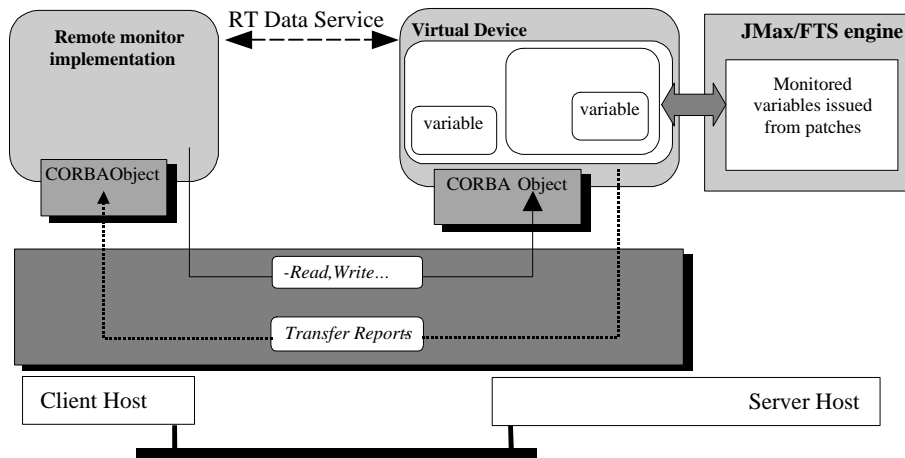 RT Data Service
Remote monitor
implementation
Virtual Device
JMax/FTS engine
variable
variable
Monitored
variables issued
from patches
CORBAObject
CORBA Object
-Read,Write…
Transfer Reports-
Client Host
Server Host